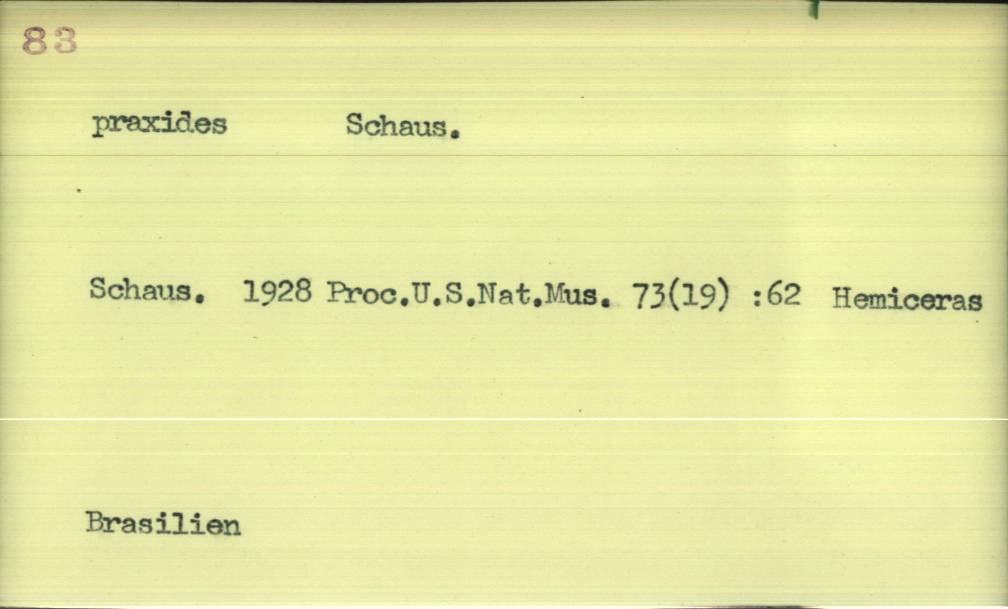 83
praxides Schaus.
Schaus. 1928 Proc.U.S.Nat.Mus. 73(19) :62 Hemiceras
Brasilien